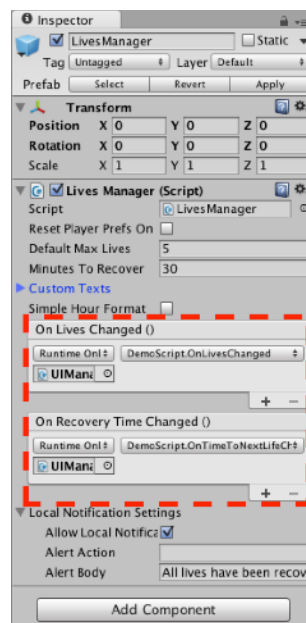 Inspector
LivesManager Static
Tag Untagged Layer Default
Prefab Select Revert Apply
Transform
Position X 0 Y 0 Z 0
Rotation X 0 Y 0 Z 0
Scale X 1 Y 1 Z 1
Lives Manager (Script)
Script LivesManager
Reset Player Prefs On
Default Max Lives 5
Minutes To Recover 30
Custom Texts
Simple Hour Format
On Lives Changed ()
Runtime Onl DemoScript.OnLivesChanged
UIMana
+ −
On Recovery Time Changed ()
Runtime Onl DemoScript.OnTimeToNextLifeCh
UIMana
+ −
Local Notification Settings
Allow Local Notifica
Alert Action
Alert Body All lives have been recov
Add Component